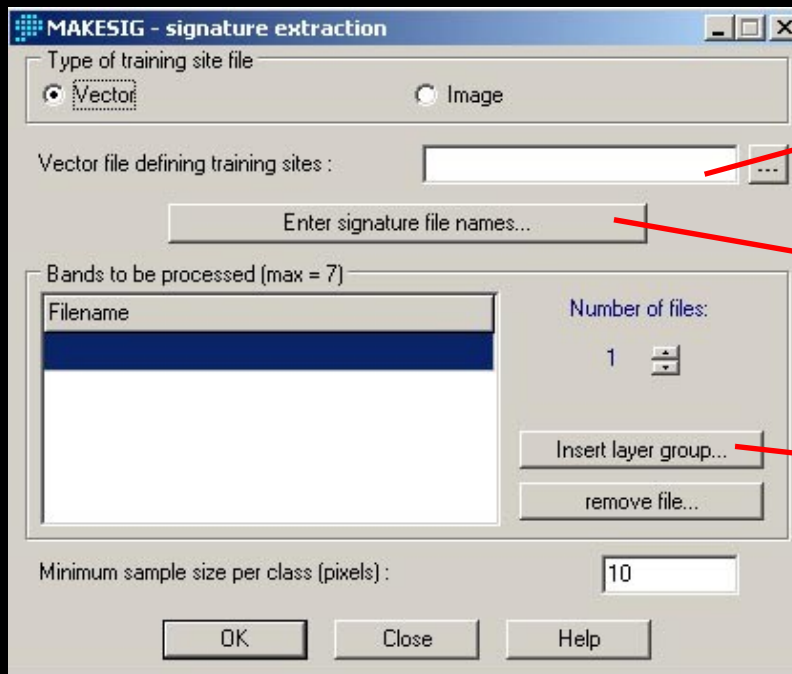 MAKESIG - signature extraction
Type of training site file
Vector
Image
Vector file defining training sites :
...
Enter signature file names...
Bands to be processed (max = 7)
Filename
Number of files:
1
Insert layer group...
remove file...
Minimum sample size per class (pixels) :
10
OK
Close
Help